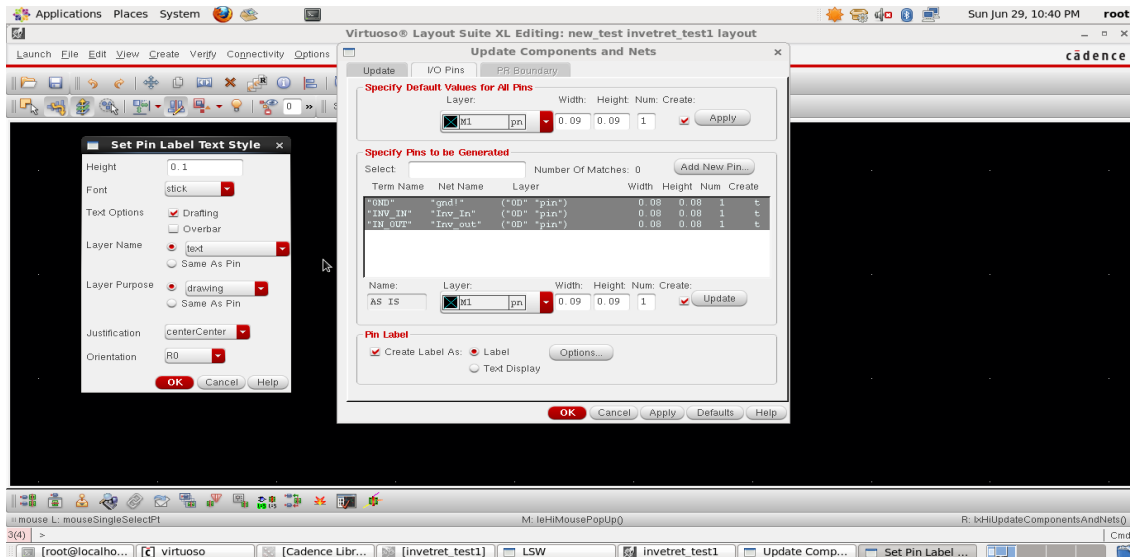 Applications Places System Sun Jun 29, 10:40 PM root
Virtuoso® Layout Suite XL Editing: new_test invetret_test1 layout
Launch File Edit View Create Verify Connectivity Options
cādence
Update Components and Nets
Update I/O Pins PR Boundary
Specify Default Values for All Pins
Layer: Width: Height: Num: Create:
M1 pn 0.09 0.09 1 Apply
Specify Pins to be Generated
Select: Number Of Matches: 0 Add New Pin...
Term Name Net Name Layer Width Height Num Create
"GND" "gnd!" ("OD" "pin") 0.08 0.08 1 t
"INV_IN" "Inv_In" ("OD" "pin") 0.08 0.08 1 t
"IN_OUT" "Inv_out" ("OD" "pin") 0.08 0.08 1 t
Name: Layer: Width: Height: Num: Create:
AS IS M1 pn 0.09 0.09 1 Update
Pin Label
Create Label As: Label Options...
Text Display
OK Cancel Apply Defaults Help
Set Pin Label Text Style
Height 0.1
Font stick
Text Options Drafting
Overbar
Layer Name text
Same As Pin
Layer Purpose drawing
Same As Pin
Justification centerCenter
Orientation R0
OK Cancel Help
0 »
mouse L: mouseSingleSelectPt M: leHiMousePopUp() R: lxHiUpdateComponentsAndNets()
3(4) > Cmd
[root@localho... virtuoso [Cadence Libr... [invetret_test1] LSW invetret_test1 Update Comp... Set Pin Label ...